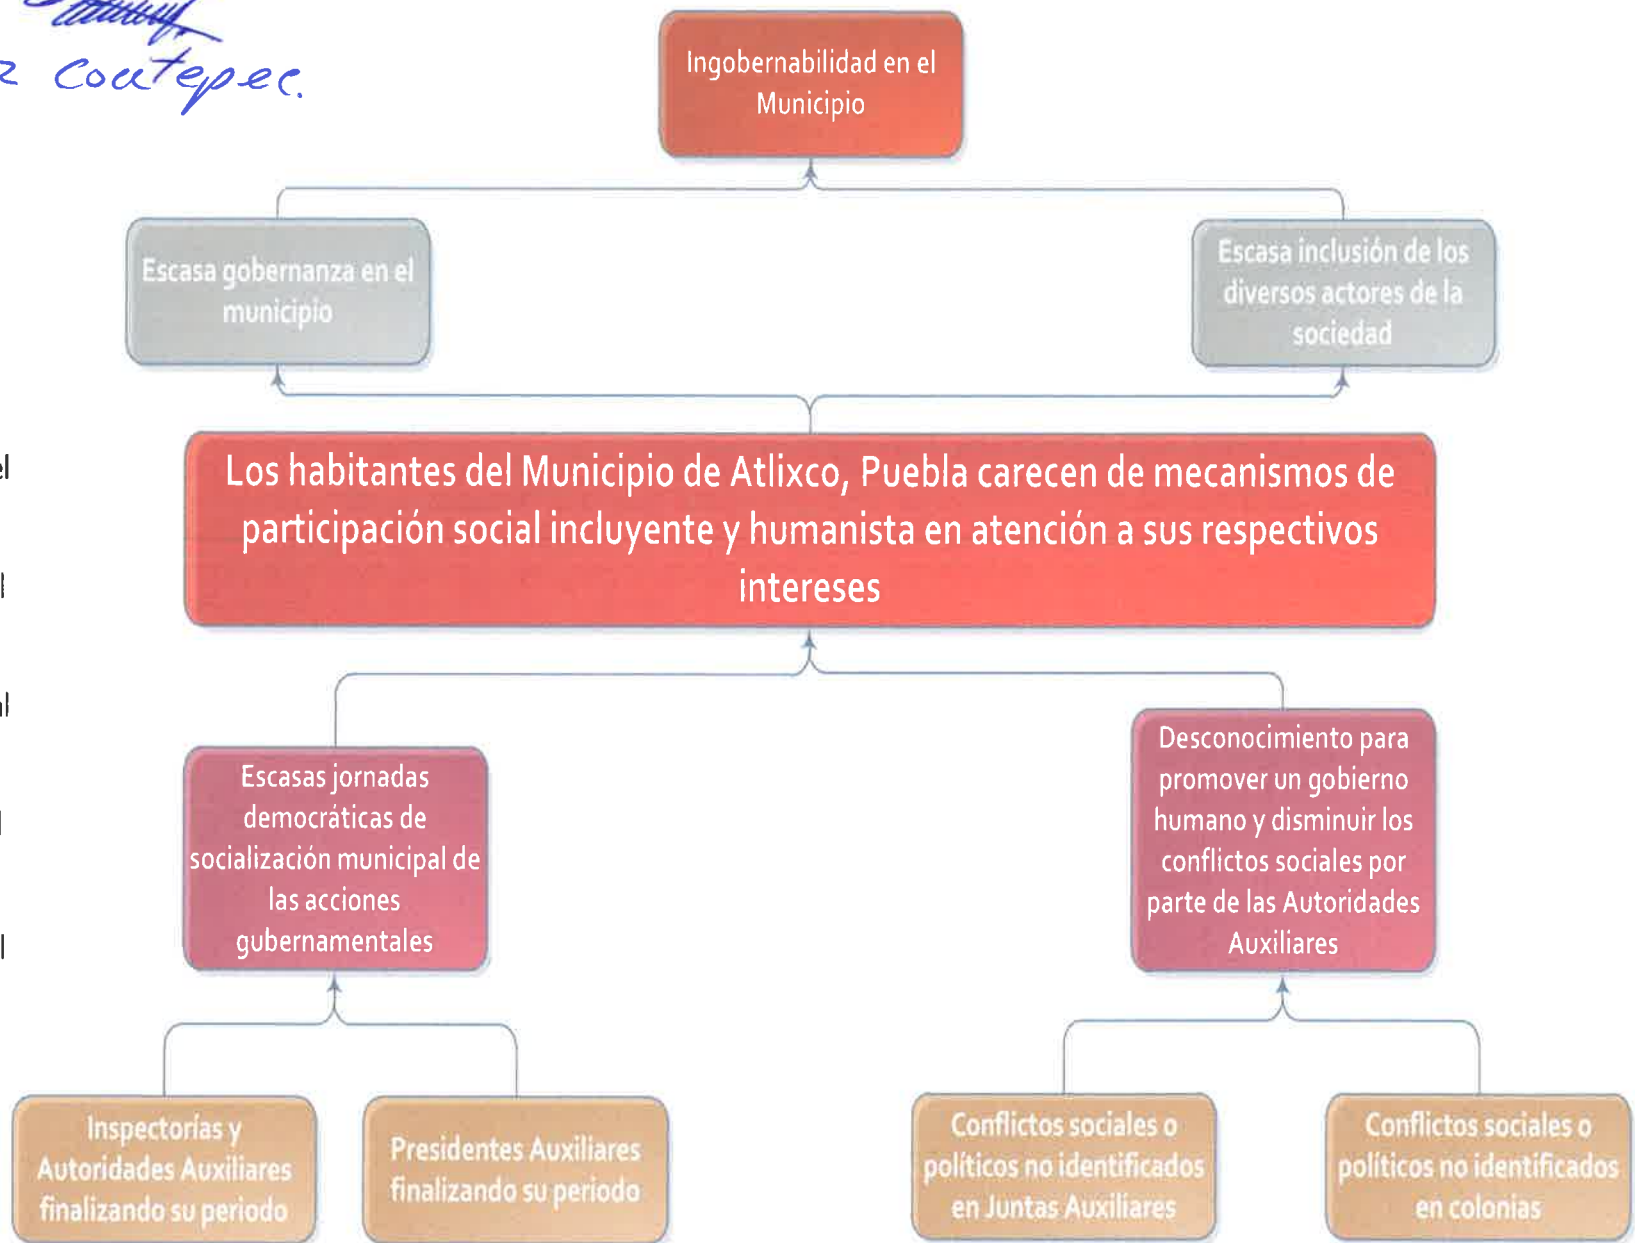 Coatepec.
Ingobernabilidad en el
Municipio
Escasa gobernanza en el
municipio
Escasa inclusión de los
diversos actores de la
sociedad
el
Los habitantes del Municipio de Atlixco, Puebla carecen de mecanismos de
participación social incluyente y humanista en atención a sus respectivos
intereses
Escasas jornadas
democráticas de
socialización municipal de
las acciones
gubernamentales
Desconocimiento para
promover un gobierno
humano y disminuir los
conflictos sociales por
parte de las Autoridades
Auxiliares
Inspectorías y
Autoridades Auxiliares
finalizando su periodo
Presidentes Auxiliares
finalizando su periodo
Conflictos sociales o
políticos no identificados
en Juntas Auxiliares
Conflictos sociales o
políticos no identificados
en colonias